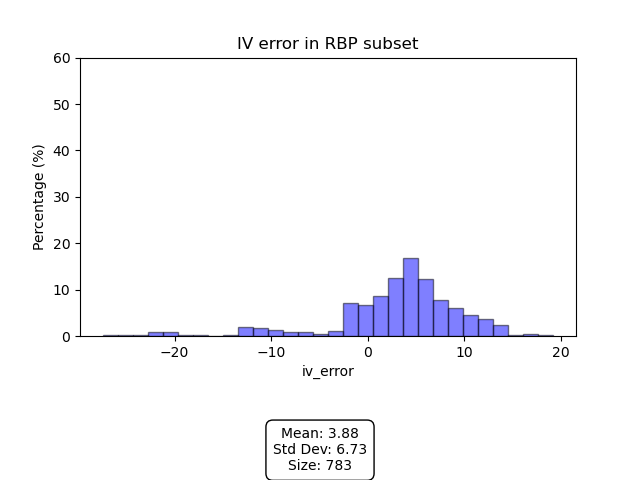 IV error in RBP subset
60
50
40
30
20
10
0
Percentage (%)
−20 −10 0 10 20
iv_error
Mean: 3.88
Std Dev: 6.73
Size: 783